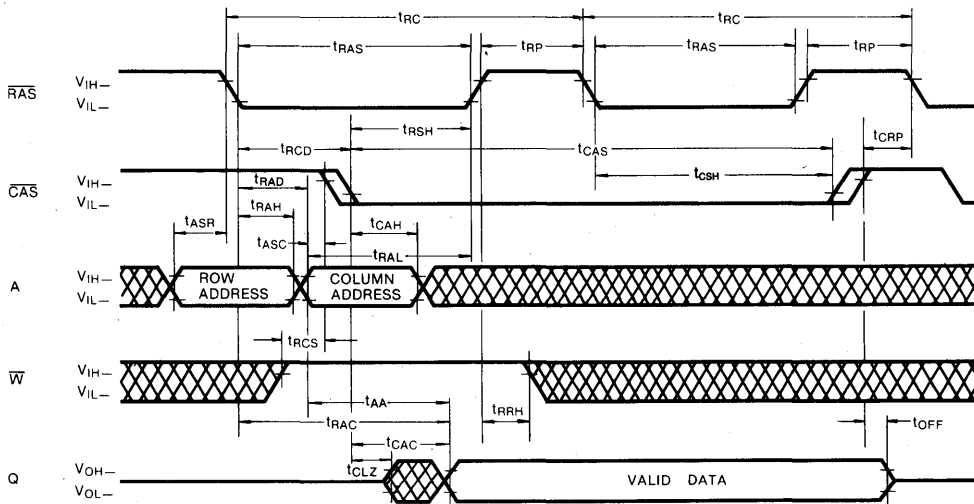 tRC tRC
tRAS tRP tRAS tRP
RAS VIH–
VIL–
tRSH
tRCD tCAS tCRP
CAS VIH–
VIL–
tRAD tCSH
tRAH
tASR tASC tCAH
tRAL
A VIH–
VIL–
ROW ADDRESS
COLUMN ADDRESS
tRCS
W VIH–
VIL–
tAA
tRAC tRRH tOFF
tCAC
tCLZ
Q VOH–
VOL–
VALID DATA